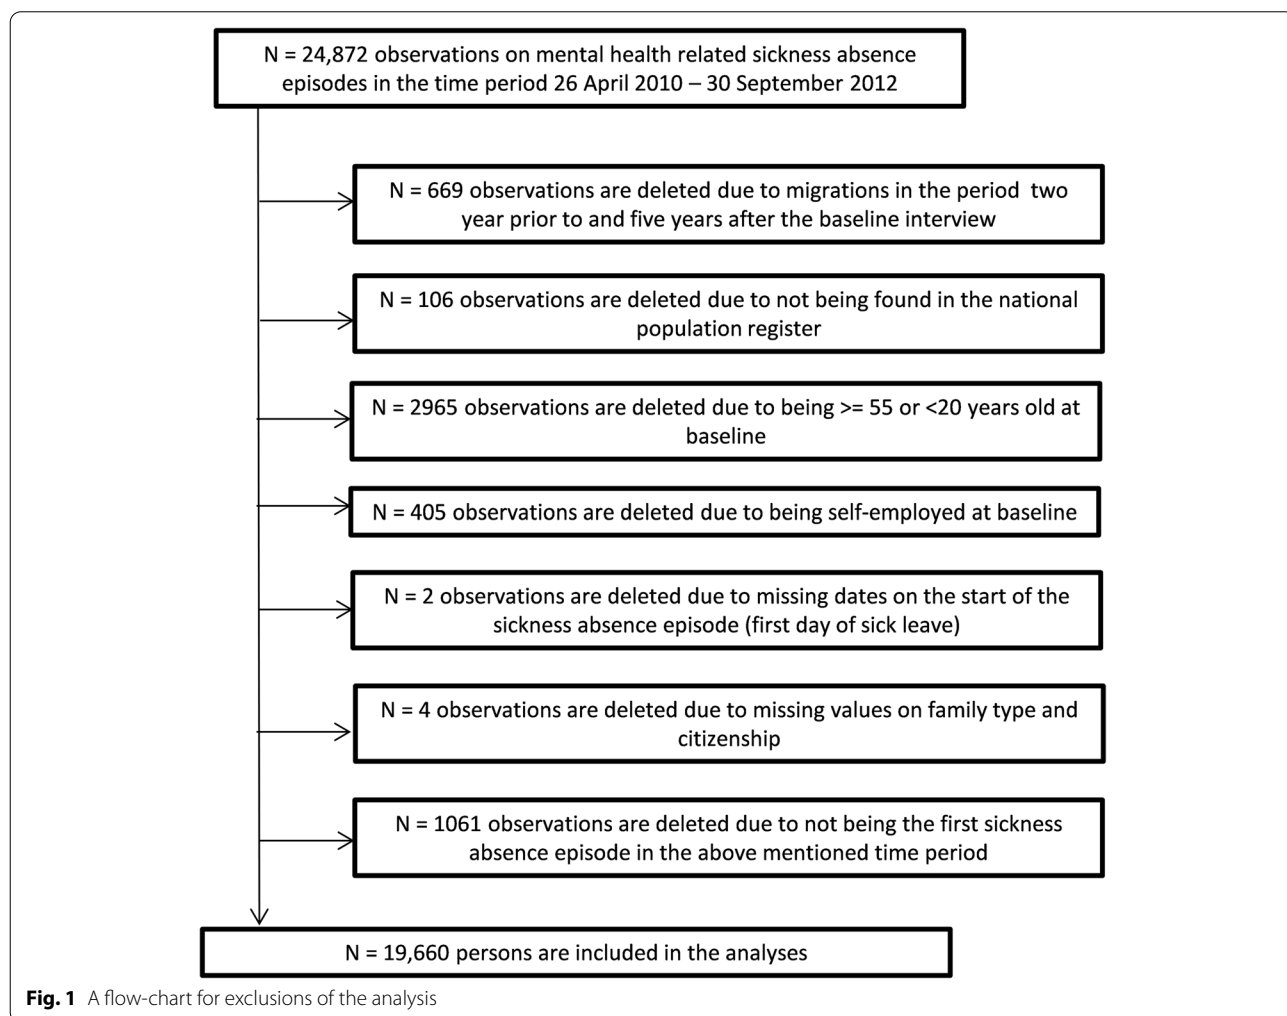 N = 24,872 observations on mental health related sickness absence
episodes in the time period 26 April 2010 – 30 September 2012
N = 669 observations are deleted due to migrations in the period two
year prior to and five years after the baseline interview
N = 106 observations are deleted due to not being found in the national
population register
N = 2965 observations are deleted due to being >= 55 or <20 years old at
baseline
N = 405 observations are deleted due to being self-employed at baseline
N = 2 observations are deleted due to missing dates on the start of the
sickness absence episode (first day of sick leave)
N = 4 observations are deleted due to missing values on family type and
citizenship
N = 1061 observations are deleted due to not being the first sickness
absence episode in the above mentioned time period
N = 19,660 persons are included in the analyses
Fig. 1 A flow-chart for exclusions of the analysis